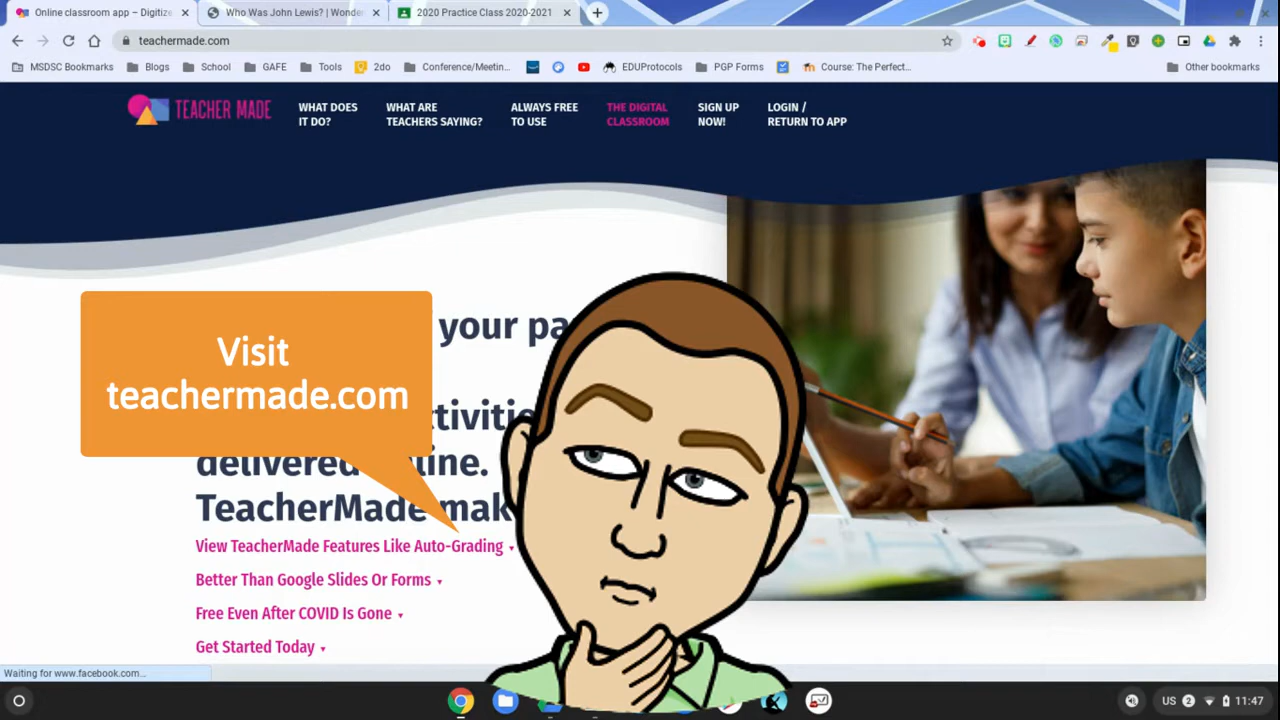 Online classroom app – Digitize
Who Was John Lewis? | Wonde
2020 Practice Class 2020-2021
teachermade.com
MSDSC Bookmarks
Blogs
School
GAFE
Tools
2do
Conference/Meetin...
EDUProtocols
PGP Forms
Course: The Perfect...
Other bookmarks
TEACHER MADE
WHAT DOES
IT DO?
WHAT ARE
TEACHERS SAYING?
ALWAYS FREE
TO USE
THE DIGITAL
CLASSROOM
SIGN UP
NOW!
LOGIN /
RETURN TO APP
Visit
teachermade.com
your pa
delivered
TeacherMade mak
View TeacherMade Features Like Auto-Grading
Better Than Google Slides Or Forms
Free Even After COVID Is Gone
Get Started Today
Waiting for www.facebook.com...
US 2 11:47